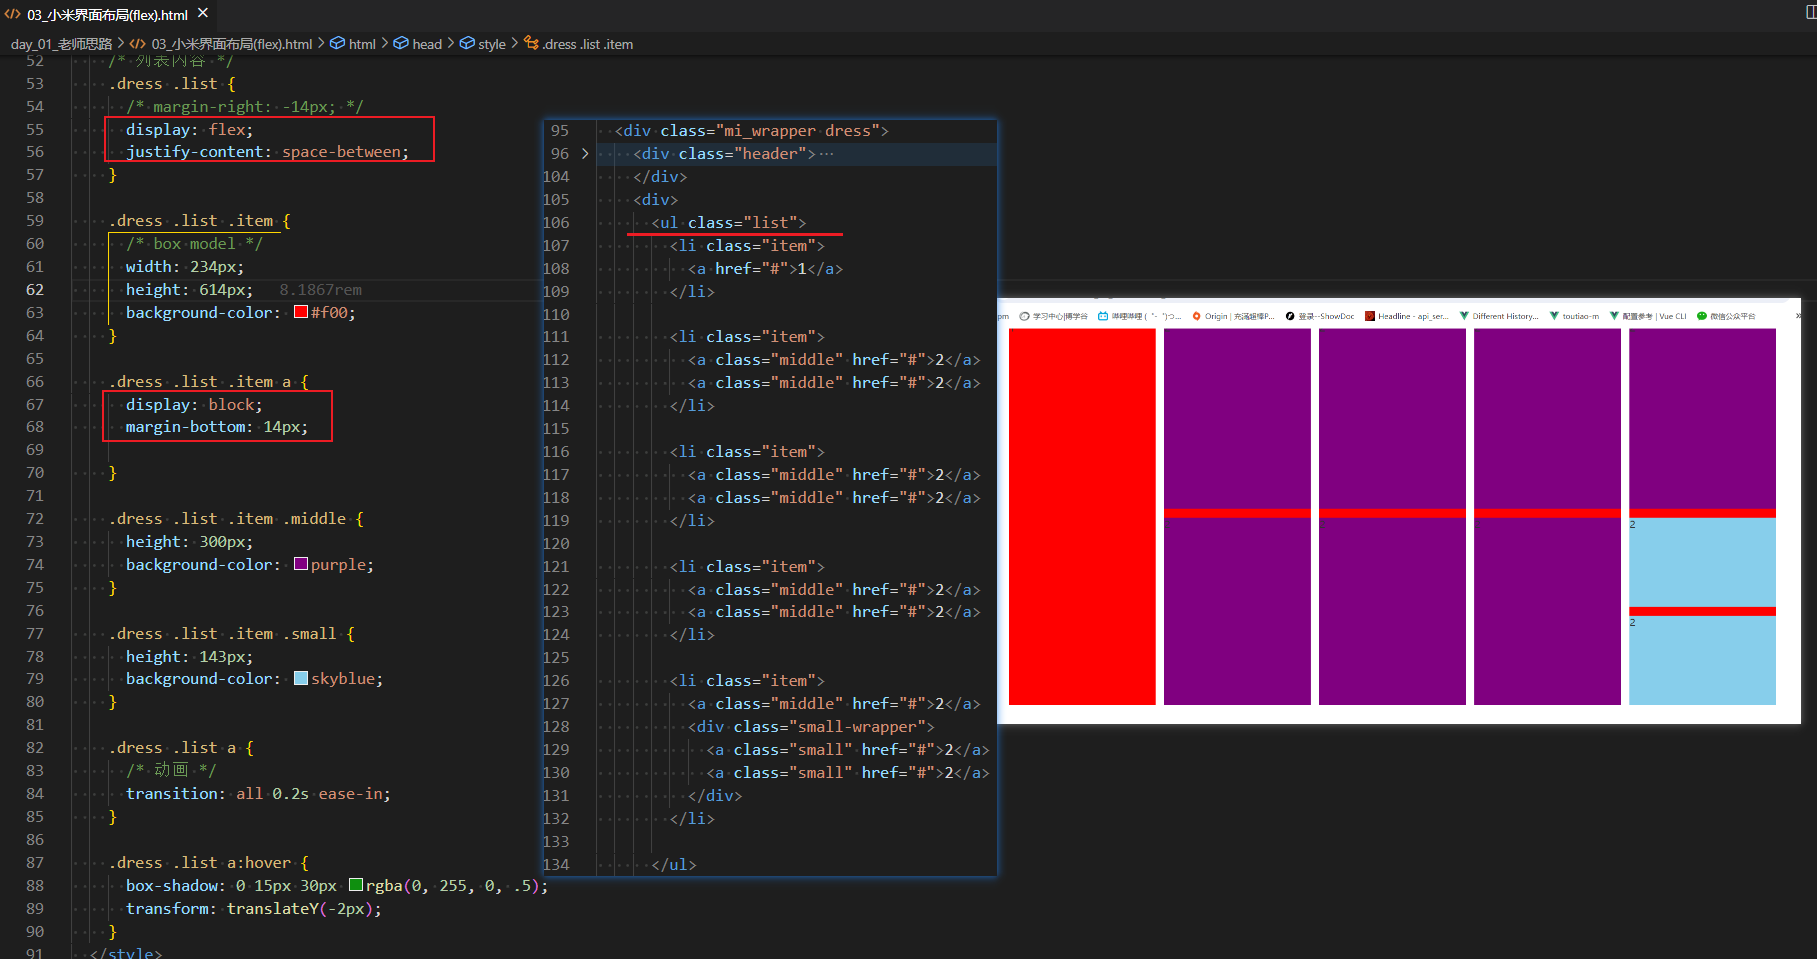 03_小米界面布局(flex).html
day_01_老师思路 > 03_小米界面布局(flex).html > html > head > style > .dress .list .item
52 /* 列表内容 */
53 .dress .list {
54 /* margin-right: -14px; */
55 display: flex;
56 justify-content: space-between;
57 }
58
59 .dress .list .item {
60 /* box model */
61 width: 234px;
62 height: 614px; 8.1867rem
63 background-color: #f00;
64 }
65
66 .dress .list .item a {
67 display: block;
68 margin-bottom: 14px;
69
70 }
71
72 .dress .list .item .middle {
73 height: 300px;
74 background-color: purple;
75 }
76
77 .dress .list .item .small {
78 height: 143px;
79 background-color: skyblue;
80 }
81
82 .dress .list a {
83 /* 动画 */
84 transition: all 0.2s ease-in;
85 }
86
87 .dress .list a:hover {
88 box-shadow: 0 15px 30px rgba(0, 255, 0, .5);
89 transform: translateY(-2px);
90 }
91 </style>
95 <div class="mi_wrapper dress">
96 <div class="header">…
104 </div>
105 <div>
106 <ul class="list">
107 <li class="item">
108 <a href="#">1</a>
109 </li>
110
111 <li class="item">
112 <a class="middle" href="#">2</a>
113 <a class="middle" href="#">2</a>
114 </li>
115
116 <li class="item">
117 <a class="middle" href="#">2</a>
118 <a class="middle" href="#">2</a>
119 </li>
120
121 <li class="item">
122 <a class="middle" href="#">2</a>
123 <a class="middle" href="#">2</a>
124 </li>
125
126 <li class="item">
127 <a class="middle" href="#">2</a>
128 <div class="small-wrapper">
129 <a class="small" href="#">2</a>
130 <a class="small" href="#">2</a>
131 </div>
132 </li>
133
134 </ul>
pm 学习中心|博学谷 哔哩哔哩 ( ゜- ゜)つ... Origin | 充满超棒P... 登录--ShowDoc Headline - api_ser... Different History... toutiao-m 配置参考 | Vue CLI 微信公众平台 »
2
2